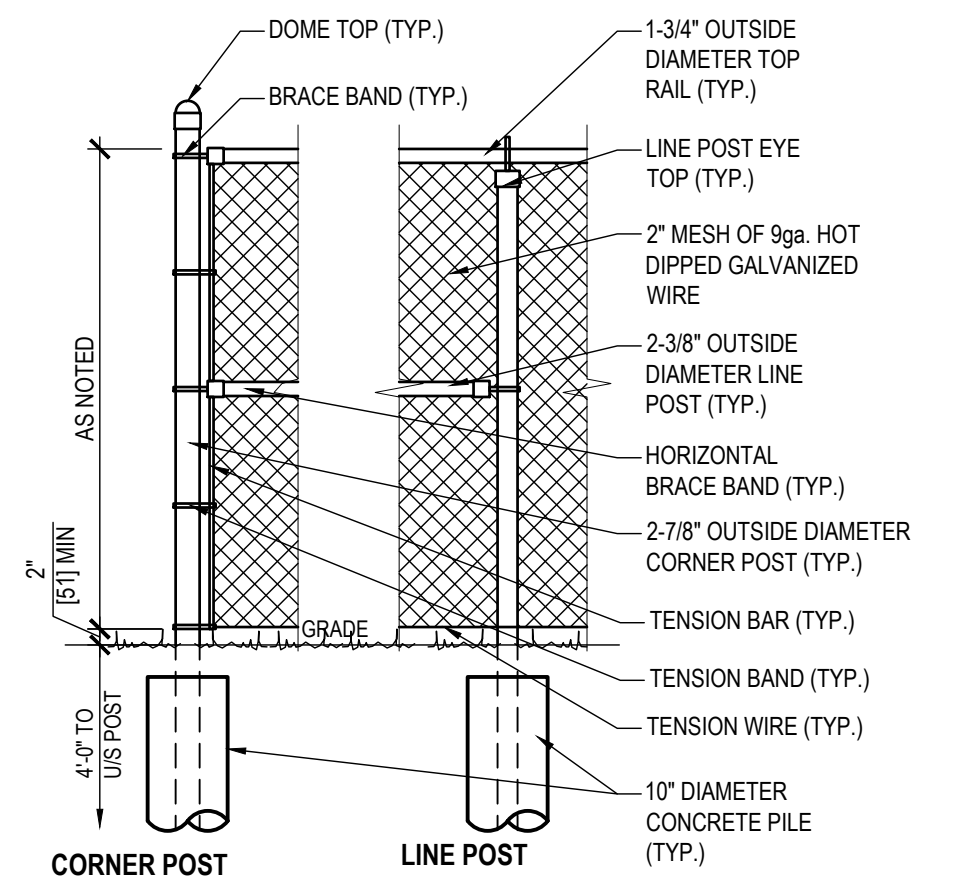 DOME TOP (TYP.)
BRACE BAND (TYP.)
1-3/4" OUTSIDE
DIAMETER TOP
RAIL (TYP.)
LINE POST EYE
TOP (TYP.)
2" MESH OF 9ga. HOT
DIPPED GALVANIZED
WIRE
2-3/8" OUTSIDE
DIAMETER LINE
POST (TYP.)
HORIZONTAL
BRACE BAND (TYP.)
2-7/8" OUTSIDE DIAMETER
CORNER POST (TYP.)
TENSION BAR (TYP.)
TENSION BAND (TYP.)
TENSION WIRE (TYP.)
10" DIAMETER
CONCRETE PILE
(TYP.)
AS NOTED
2"
[51] MIN
GRADE
4'-0" TO
U/S POST
CORNER POST
LINE POST